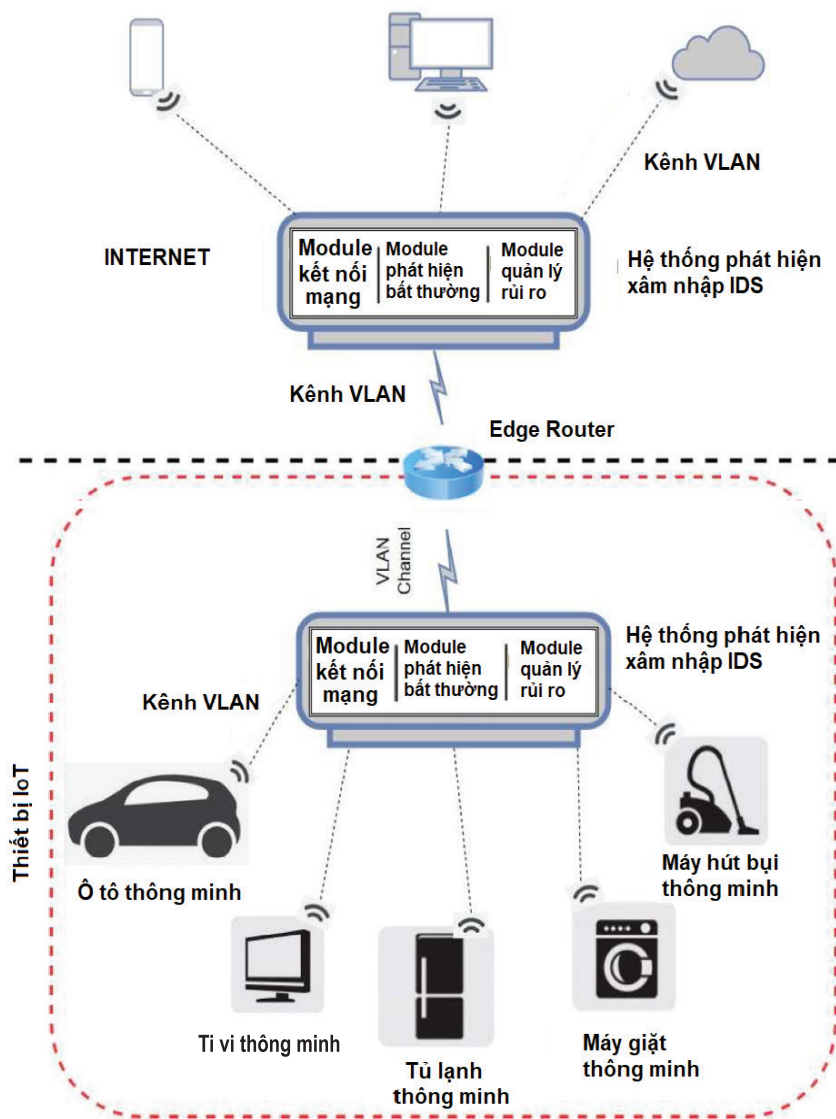 Kênh VLAN
INTERNET
Module
kết nối
mạng
Module
phát hiện
bất thường
Module
quản lý
rủi ro
Hệ thống phát hiện
xâm nhập IDS
Kênh VLAN
Edge Router
VLAN
Channel
Module
kết nối
mạng
Module
phát hiện
bất thường
Module
quản lý
rủi ro
Hệ thống phát hiện
xâm nhập IDS
Kênh VLAN
Thiết bị IoT
Ô tô thông minh
Máy hút bụi
thông minh
Ti vi thông minh
Tủ lạnh
thông minh
Máy giặt
thông minh